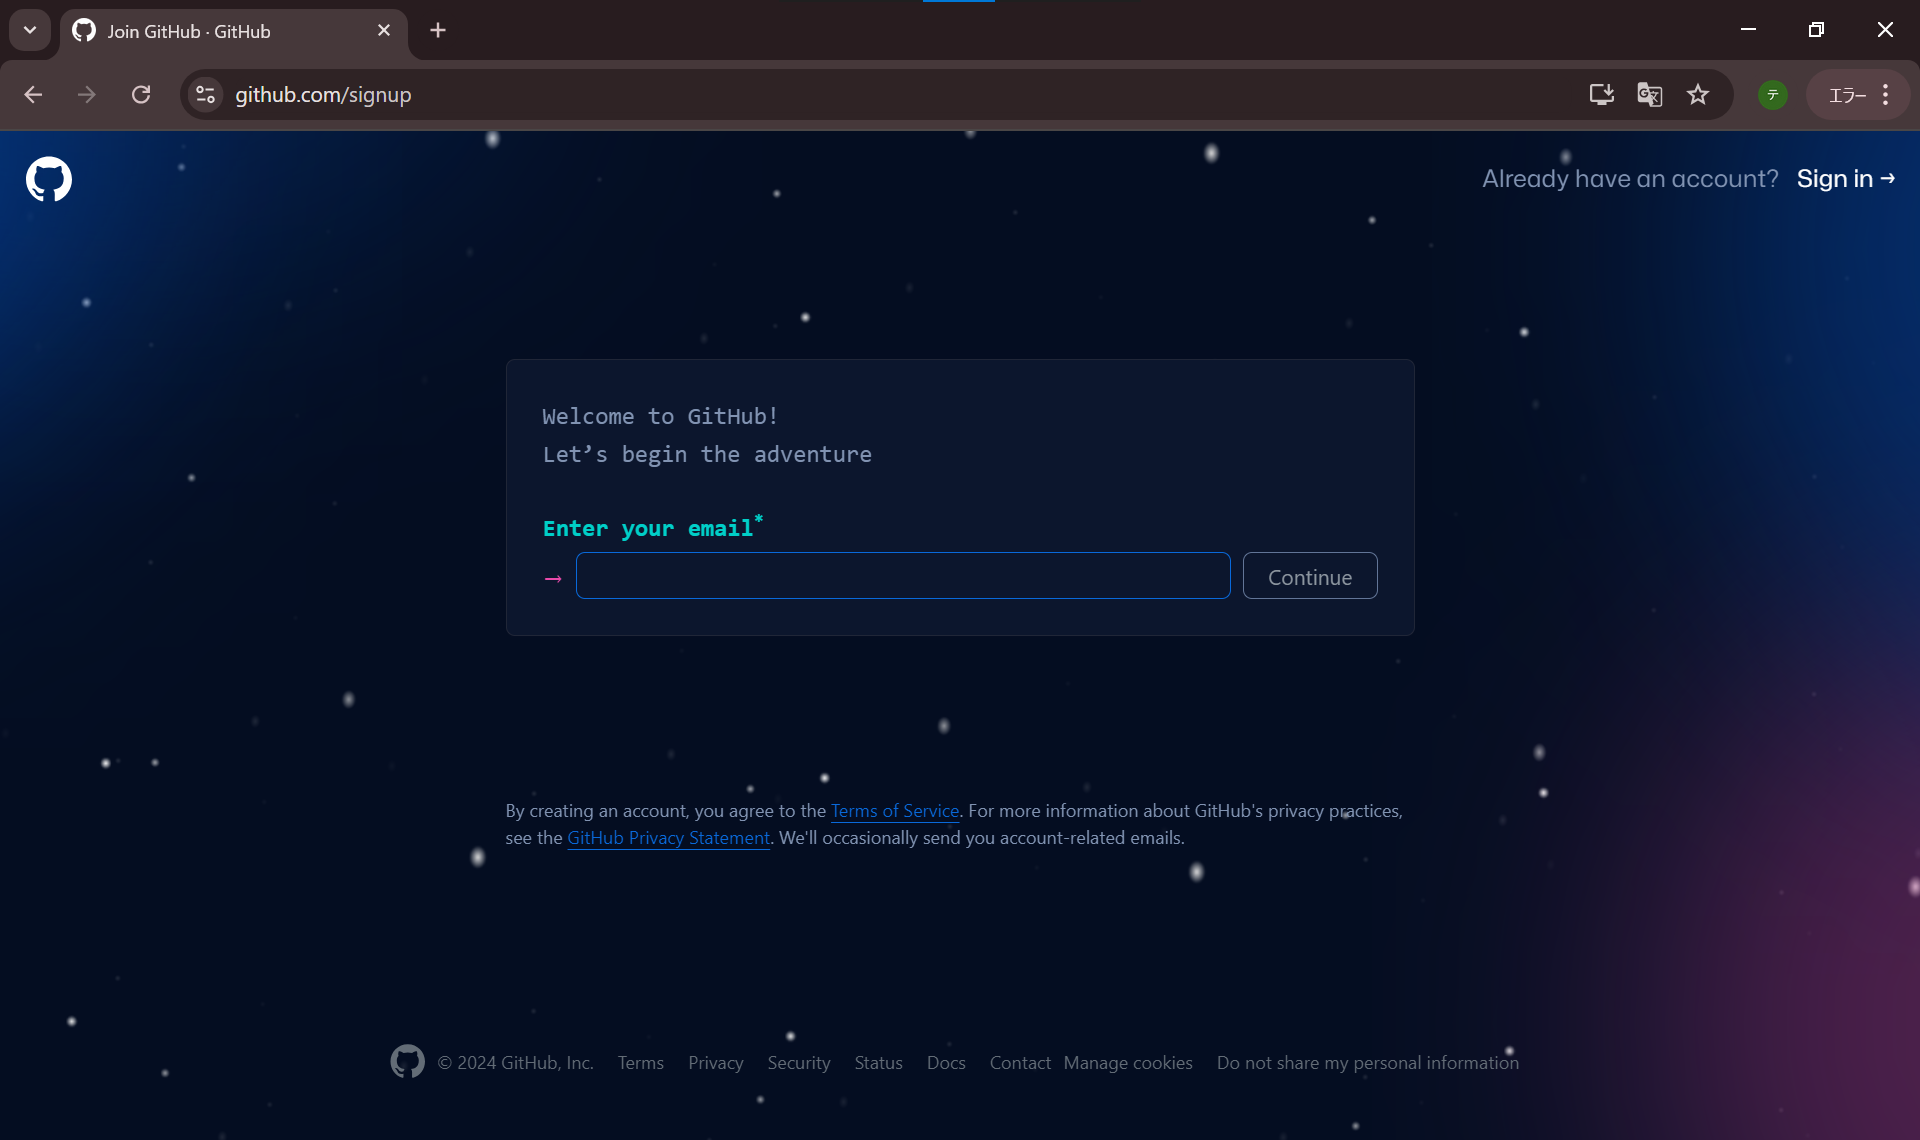 Join GitHub · GitHub
github.com/signup
テ
エラー
Already have an account? Sign in →
Welcome to GitHub!
Let’s begin the adventure
Enter your email*
→
Continue
By creating an account, you agree to the Terms of Service. For more information about GitHub's privacy practices,
see the GitHub Privacy Statement. We'll occasionally send you account-related emails.
© 2024 GitHub, Inc. Terms Privacy Security Status Docs Contact Manage cookies Do not share my personal information